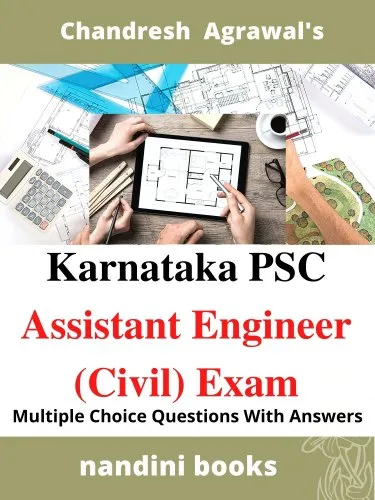 Chandresh Agrawal's
Karnataka PSC
Assistant Engineer
(Civil) Exam
Multiple Choice Questions With Answers
nandini books